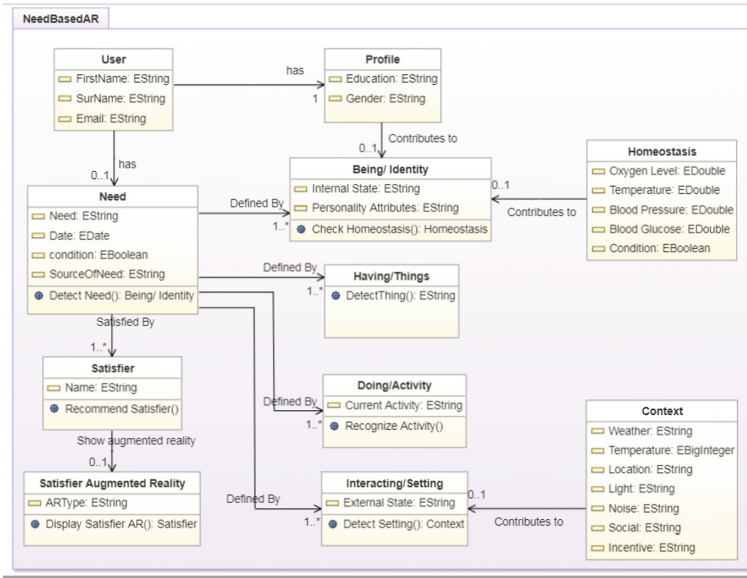 NeedBasedAR
User
FirstName: EString
SurName: EString
Email: EString
has
1
Profile
Education: EString
Gender: EString
has
0..1
Contributes to
0..1
Being/ Identity
Internal State: EString
Personality Attributes: EString
Check Homeostasis(): Homeostasis
Homeostasis
Oxygen Level: EDouble
Temperature: EDouble
Blood Pressure: EDouble
Blood Glucose: EDouble
Condition: EBoolean
0..1
Contributes to
Need
Need: EString
Date: EDate
condition: EBoolean
SourceOfNeed: EString
Detect Need(): Being/ Identity
Defined By
1..*
Defined By
1..*
Having/Things
DetectThing(): EString
Satisfied By
1..*
Satisfier
Name: EString
Recommend Satisfier()
Defined By
1..*
Doing/Activity
Current Activity: EString
Recognize Activity()
Show augmented reality
0..1
Satisfier Augmented Reality
ARType: EString
Display Satisfier AR(): Satisfier
Defined By
1..*
Interacting/Setting
External State: EString
Detect Setting(): Context
0..1
Contributes to
Context
Weather: EString
Temperature: EBigInteger
Location: EString
Light: EString
Noise: EString
Social: EString
Incentive: EString